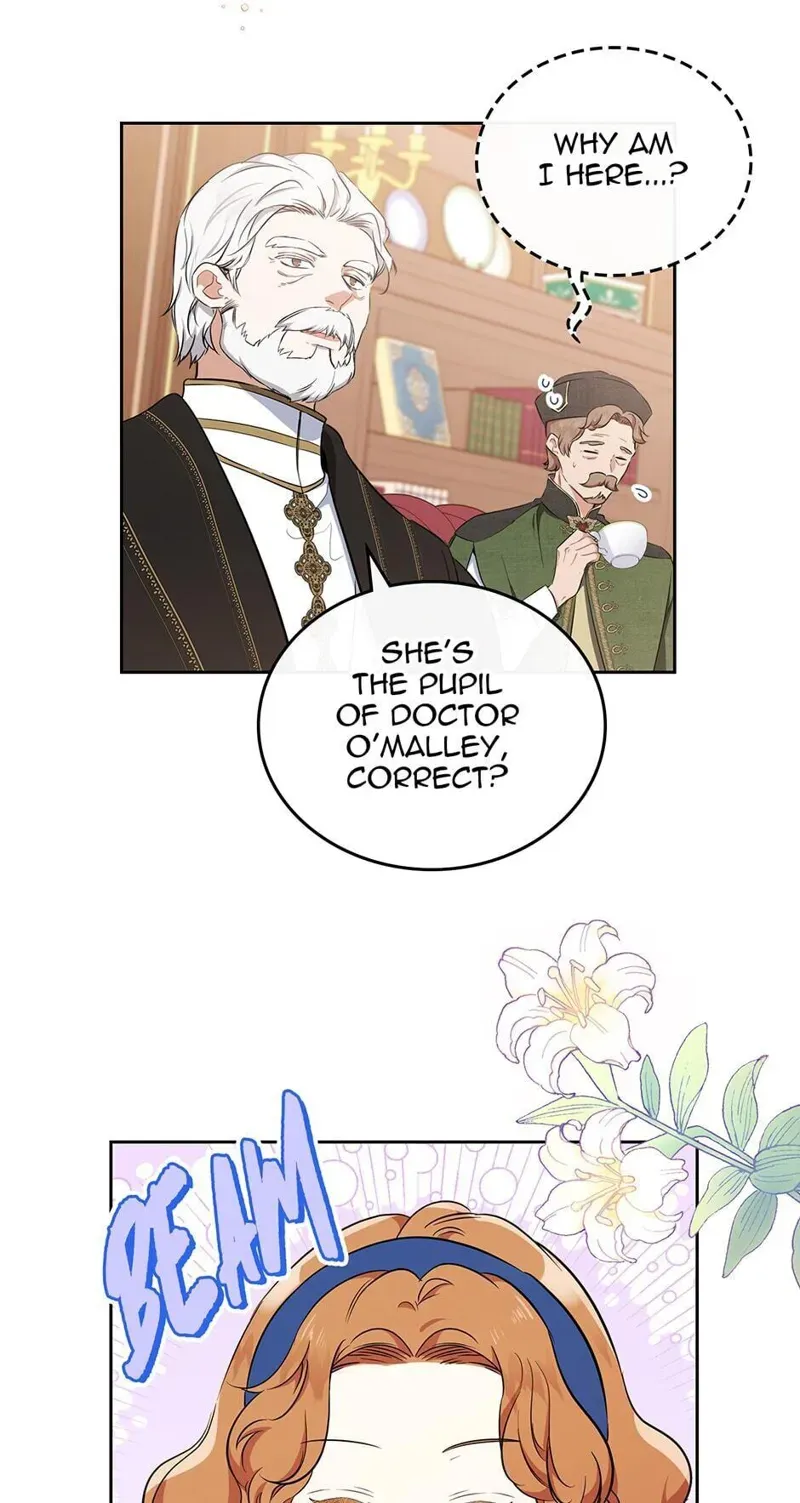 WHY AM
I HERE...?
SHE'S
THE PUPIL
OF DOCTOR
O'MALLEY,
CORRECT?
BEAM